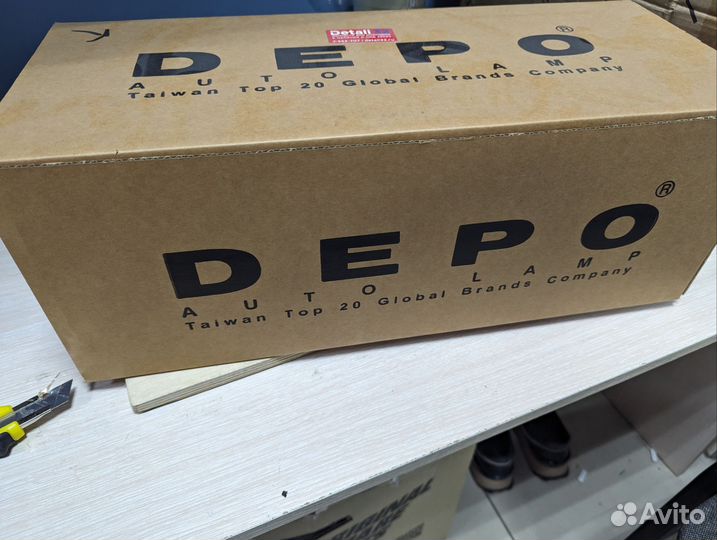 Detail
DEPO®
AUTO LAMP
Taiwan Top 20 Global Brands Company
DEPO®
AUTO LAMP
Taiwan Top 20 Global Brands Company
Avito